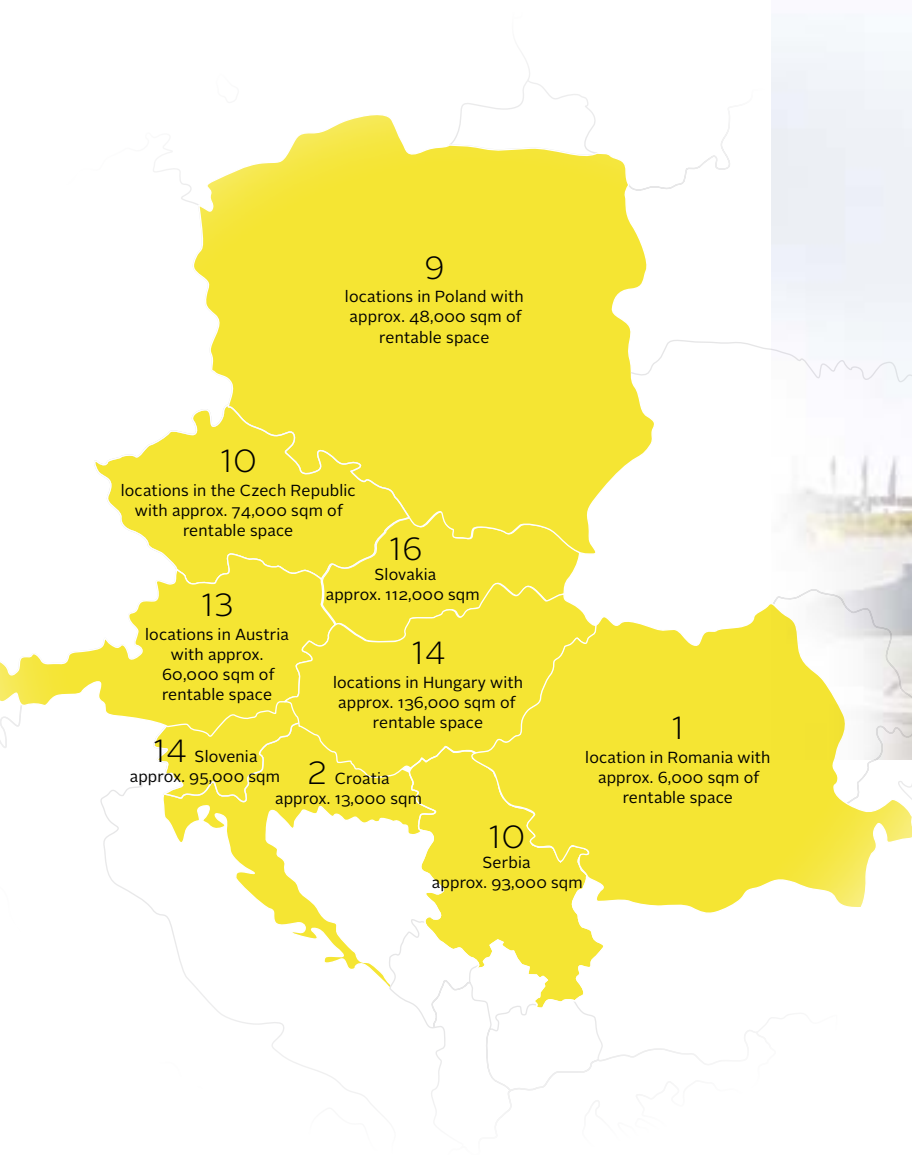 9
locations in Poland with
approx. 48,000 sqm of
rentable space
10
locations in the Czech Republic
with approx. 74,000 sqm of
rentable space
16
Slovakia
approx. 112,000 sqm
13
locations in Austria
with approx.
60,000 sqm of
rentable space
14
locations in Hungary with
approx. 136,000 sqm of
rentable space
1
location in Romania with
approx. 6,000 sqm of
rentable space
14 Slovenia
approx. 95,000 sqm
2 Croatia
approx. 13,000 sqm
10
Serbia
approx. 93,000 sqm